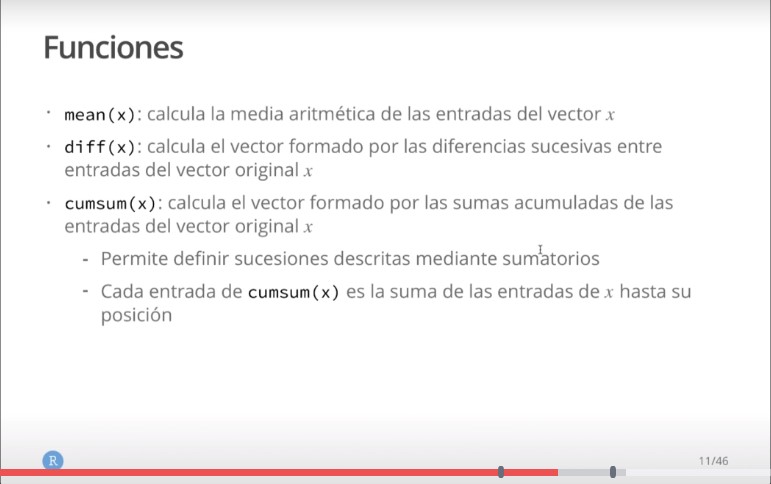 Funciones
· mean(x): calcula la media aritmética de las entradas del vector x
· diff(x): calcula el vector formado por las diferencias sucesivas entre
entradas del vector original x
· cumsum(x): calcula el vector formado por las sumas acumuladas de las
entradas del vector original x
- Permite definir sucesiones descritas mediante sumatorios
- Cada entrada de cumsum(x) es la suma de las entradas de x hasta su
posición
R
11/46